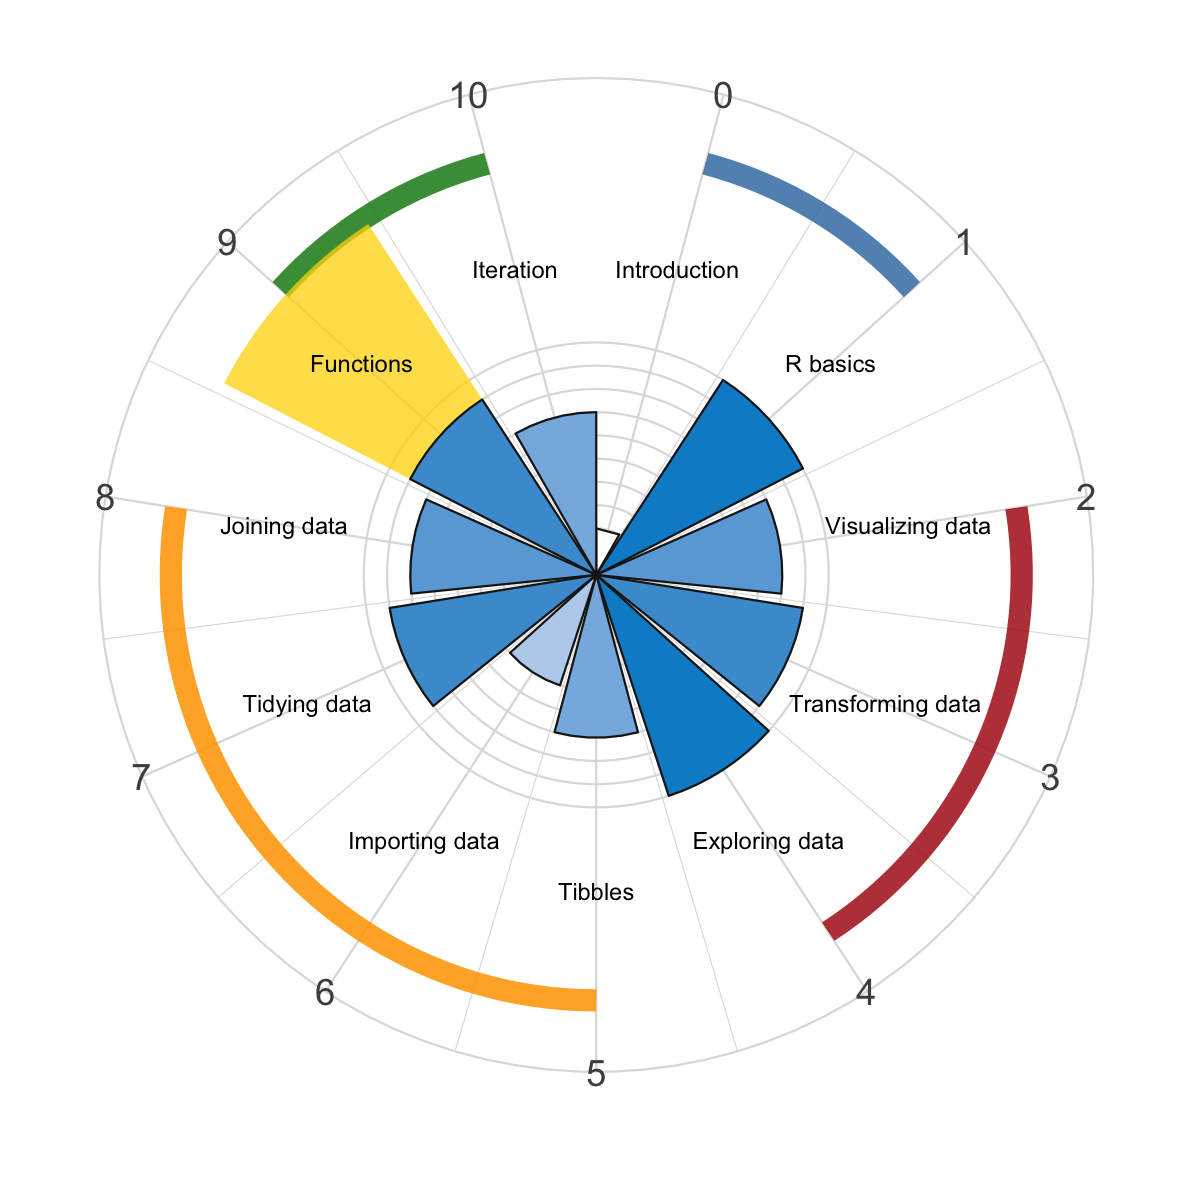 10
0
9
1
Iteration
Introduction
Functions
R basics
8
2
Joining data
Visualizing data
Tidying data
Transforming data
7
3
Importing data
Exploring data
Tibbles
6
4
5